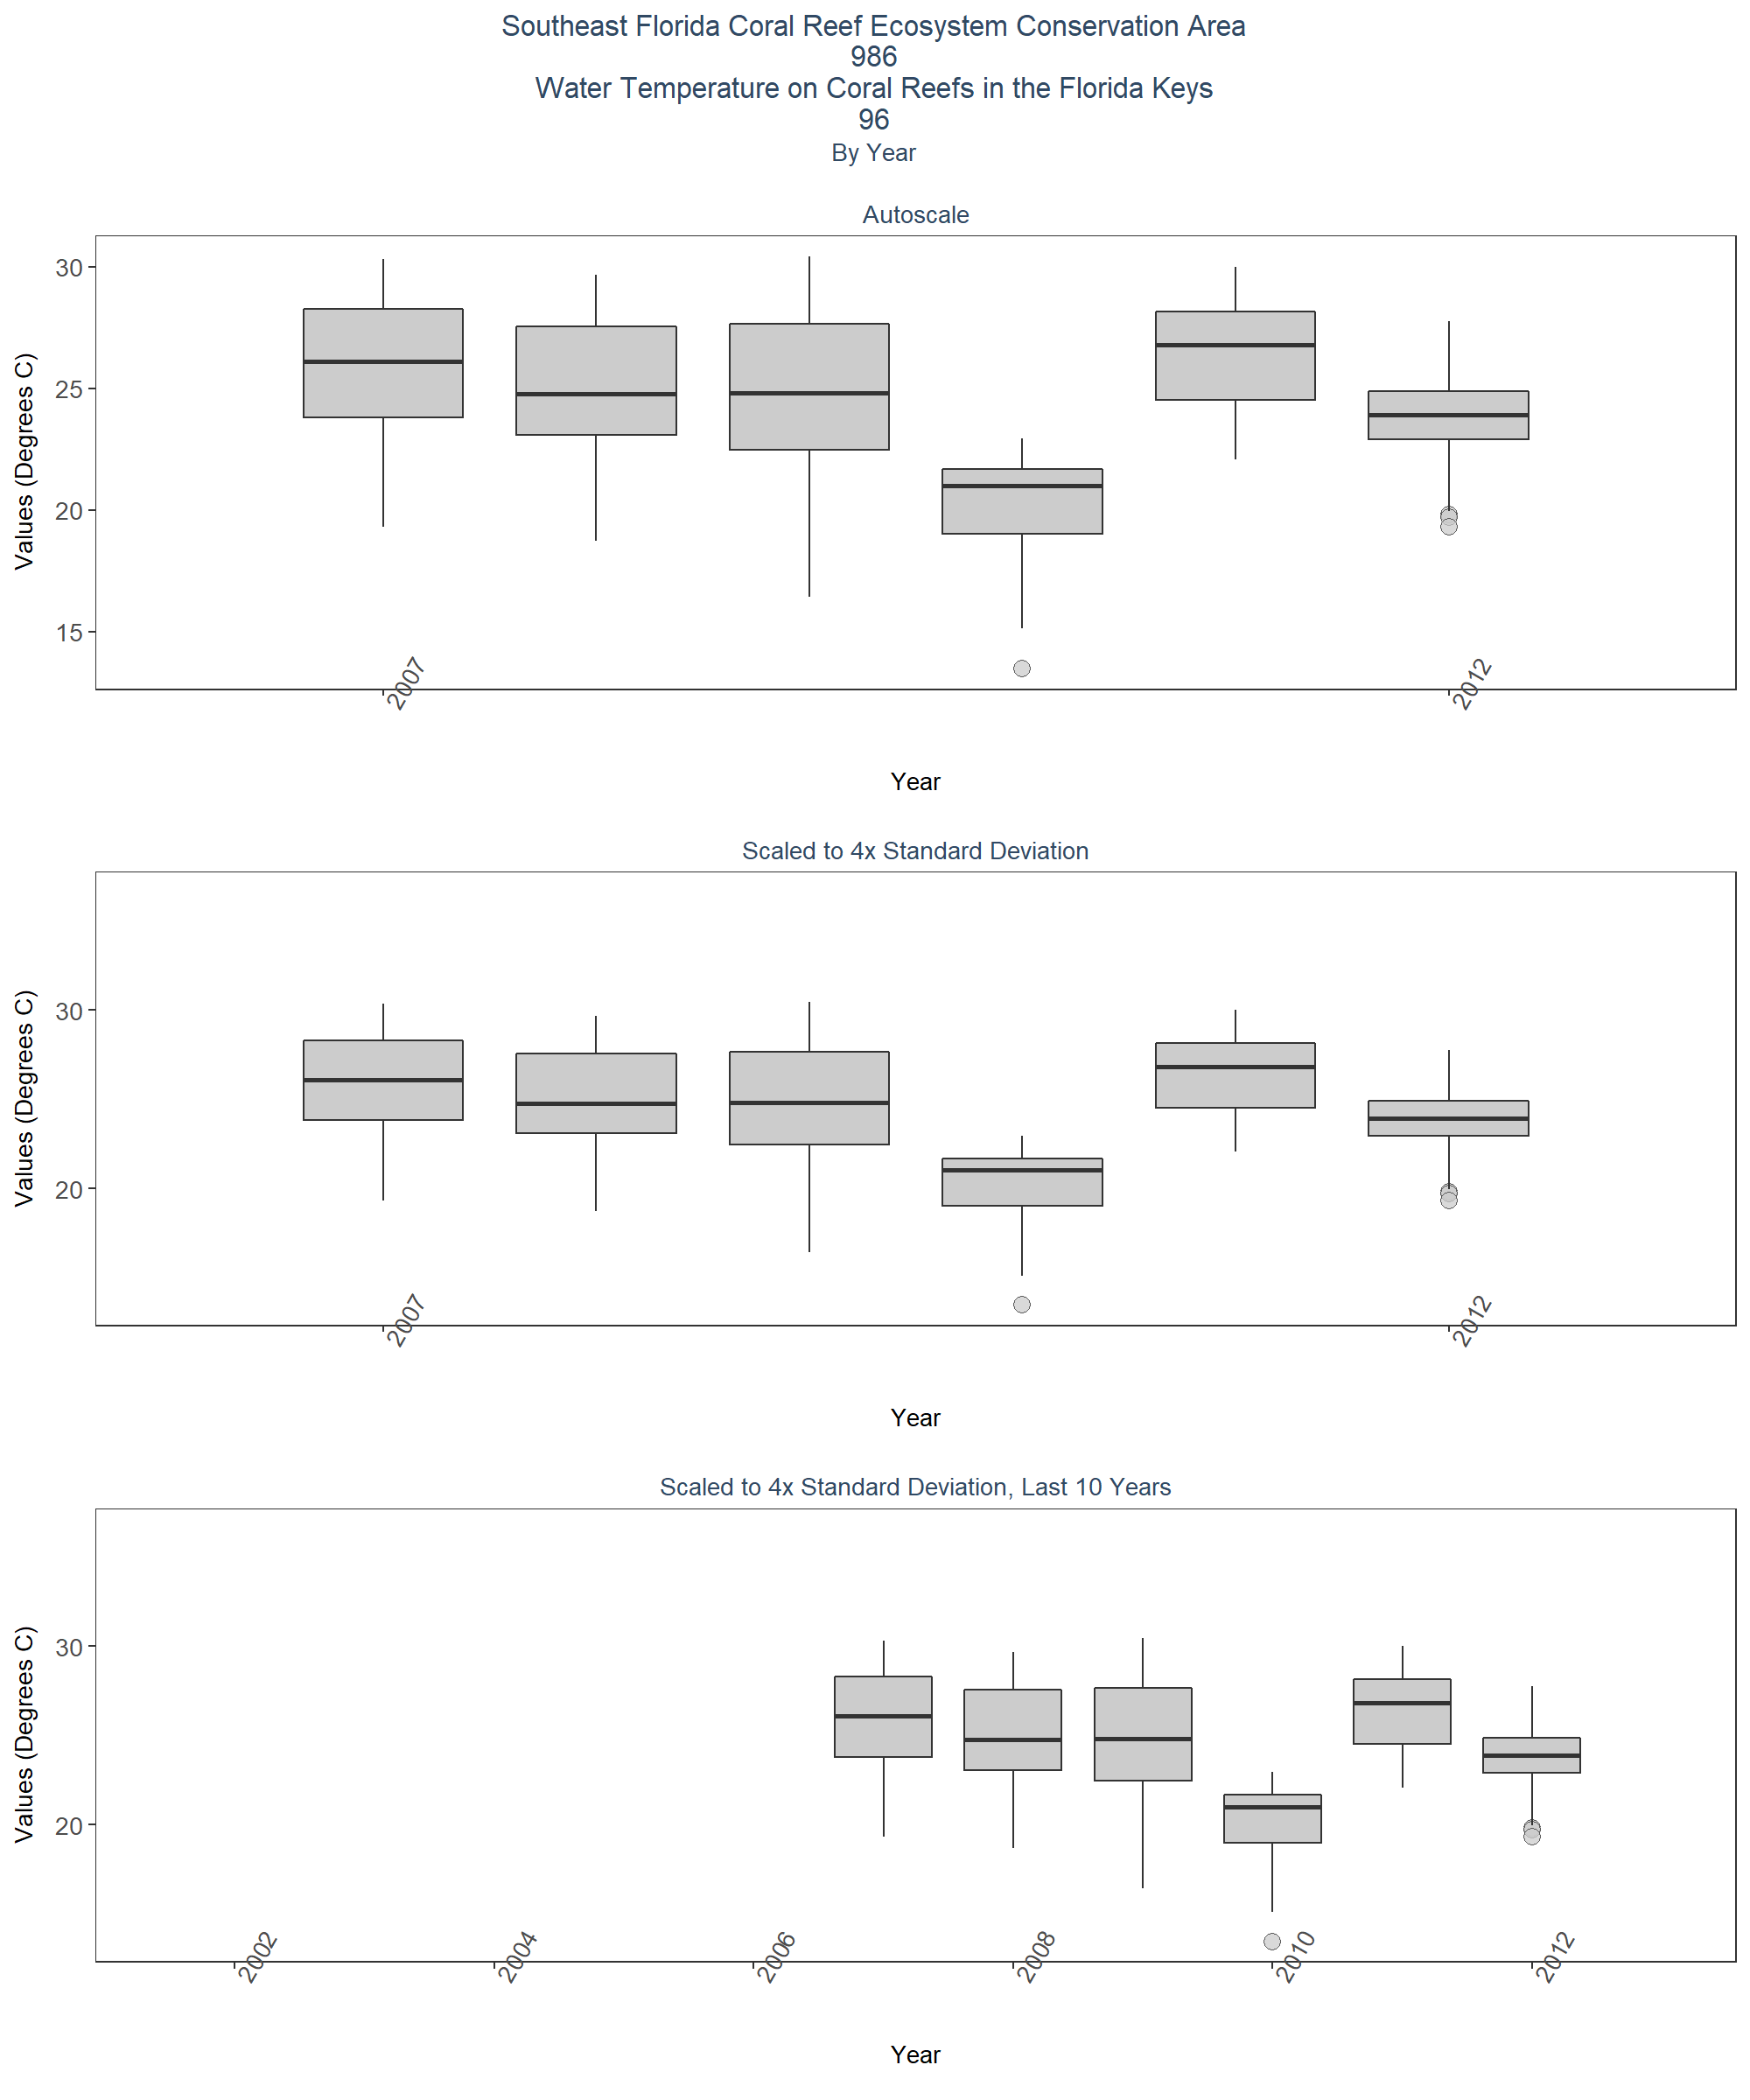 Southeast Florida Coral Reef Ecosystem Conservation Area
986
Water Temperature on Coral Reefs in the Florida Keys
96
By Year
Autoscale
Values (Degrees C)
30
25
20
15
2007
2012
Year
Scaled to 4x Standard Deviation
Values (Degrees C)
30
20
2007
2012
Year
Scaled to 4x Standard Deviation, Last 10 Years
Values (Degrees C)
30
20
2002
2004
2006
2008
2010
2012
Year